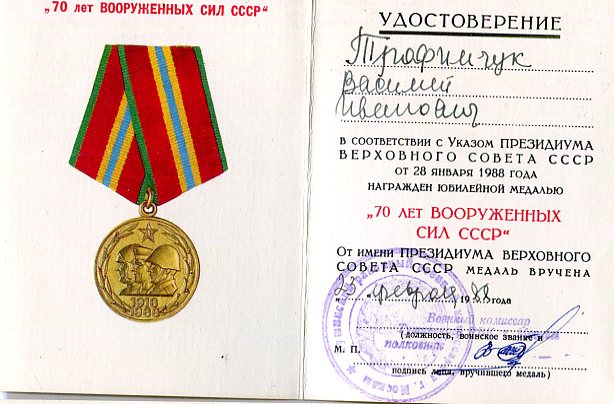 „70 лет ВООРУЖЕННЫХ СИЛ СССР"
1918
1988
УДОСТОВЕРЕНИЕ
Трофимчук
Василий
Иванович
В СООТВЕТСТВИИ С УКАЗОМ ПРЕЗИДИУМА
ВЕРХОВНОГО СОВЕТА СССР
ОТ 28 ЯНВАРЯ 1988 ГОДА
НАГРАЖДЕН ЮБИЛЕЙНОЙ МЕДАЛЬЮ
„70 ЛЕТ ВООРУЖЕННЫХ
СИЛ СССР"
ОТ ИМЕНИ ПРЕЗИДИУМА ВЕРХОВНОГО
СОВЕТА СССР МЕДАЛЬ ВРУЧЕНА
„23" февраля 1988 года
Военный комиссар
(должность, воинское звание и
полковник
М. П.
подпись лица, вручившего медаль)
г. Москвы